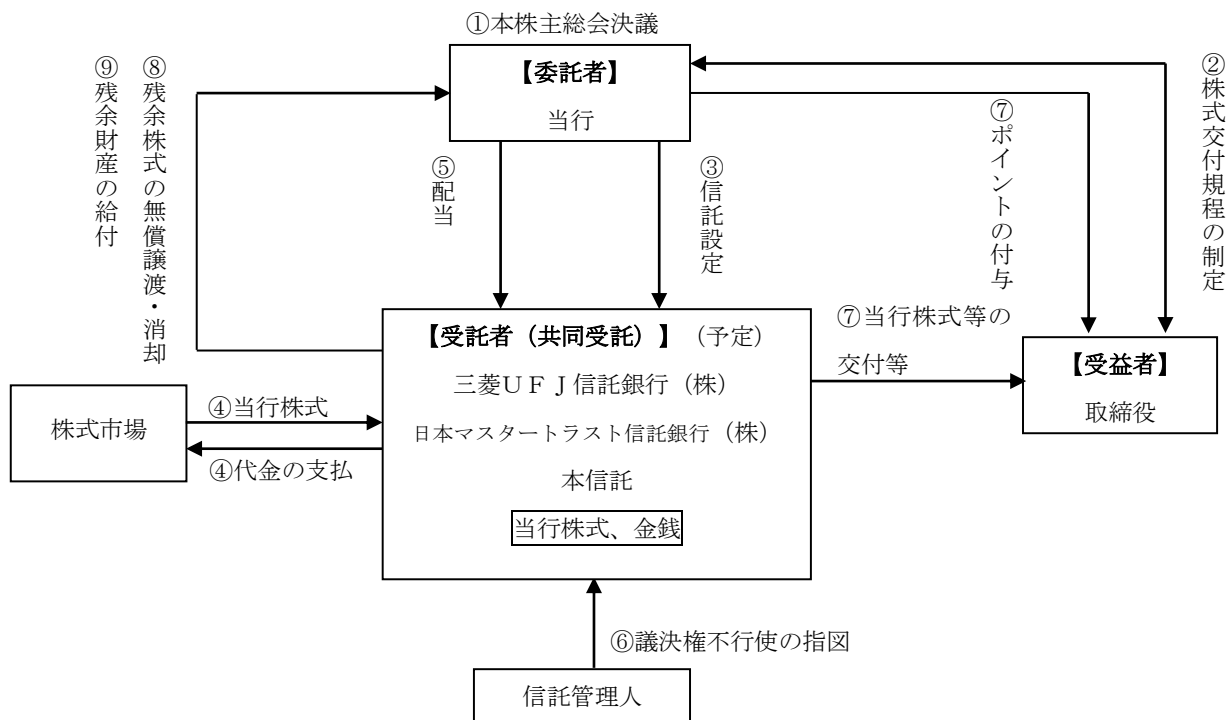 ①本株主総会決議
【委託者】
当行
⑨残余財産の給付
⑧残余株式の無償譲渡・消却
⑤配当
③信託設定
⑦ポイントの付与
②株式交付規程の制定
【受託者（共同受託）】（予定）
三菱ＵＦＪ信託銀行（株）
日本マスタートラスト信託銀行（株）
本信託
当行株式、金銭
⑦当行株式等の
交付等
【受益者】
取締役
株式市場
④当行株式
④代金の支払
⑥議決権不行使の指図
信託管理人